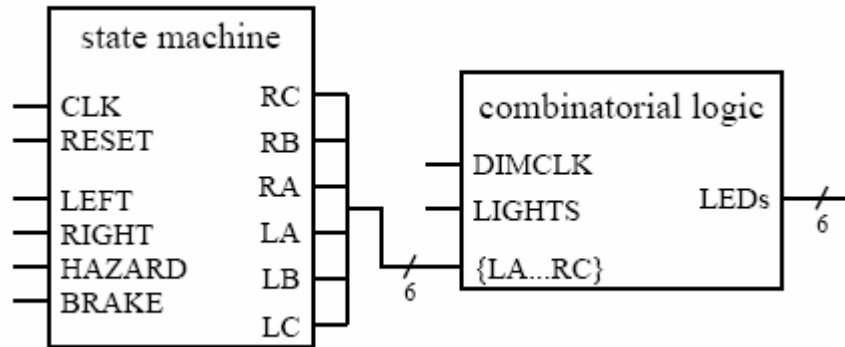 state machine
CLK
RESET
LEFT
RIGHT
HAZARD
BRAKE
RC
RB
RA
LA
LB
LC
6
combinatorial logic
DIMCLK
LIGHTS
{LA...RC}
LEDs
6